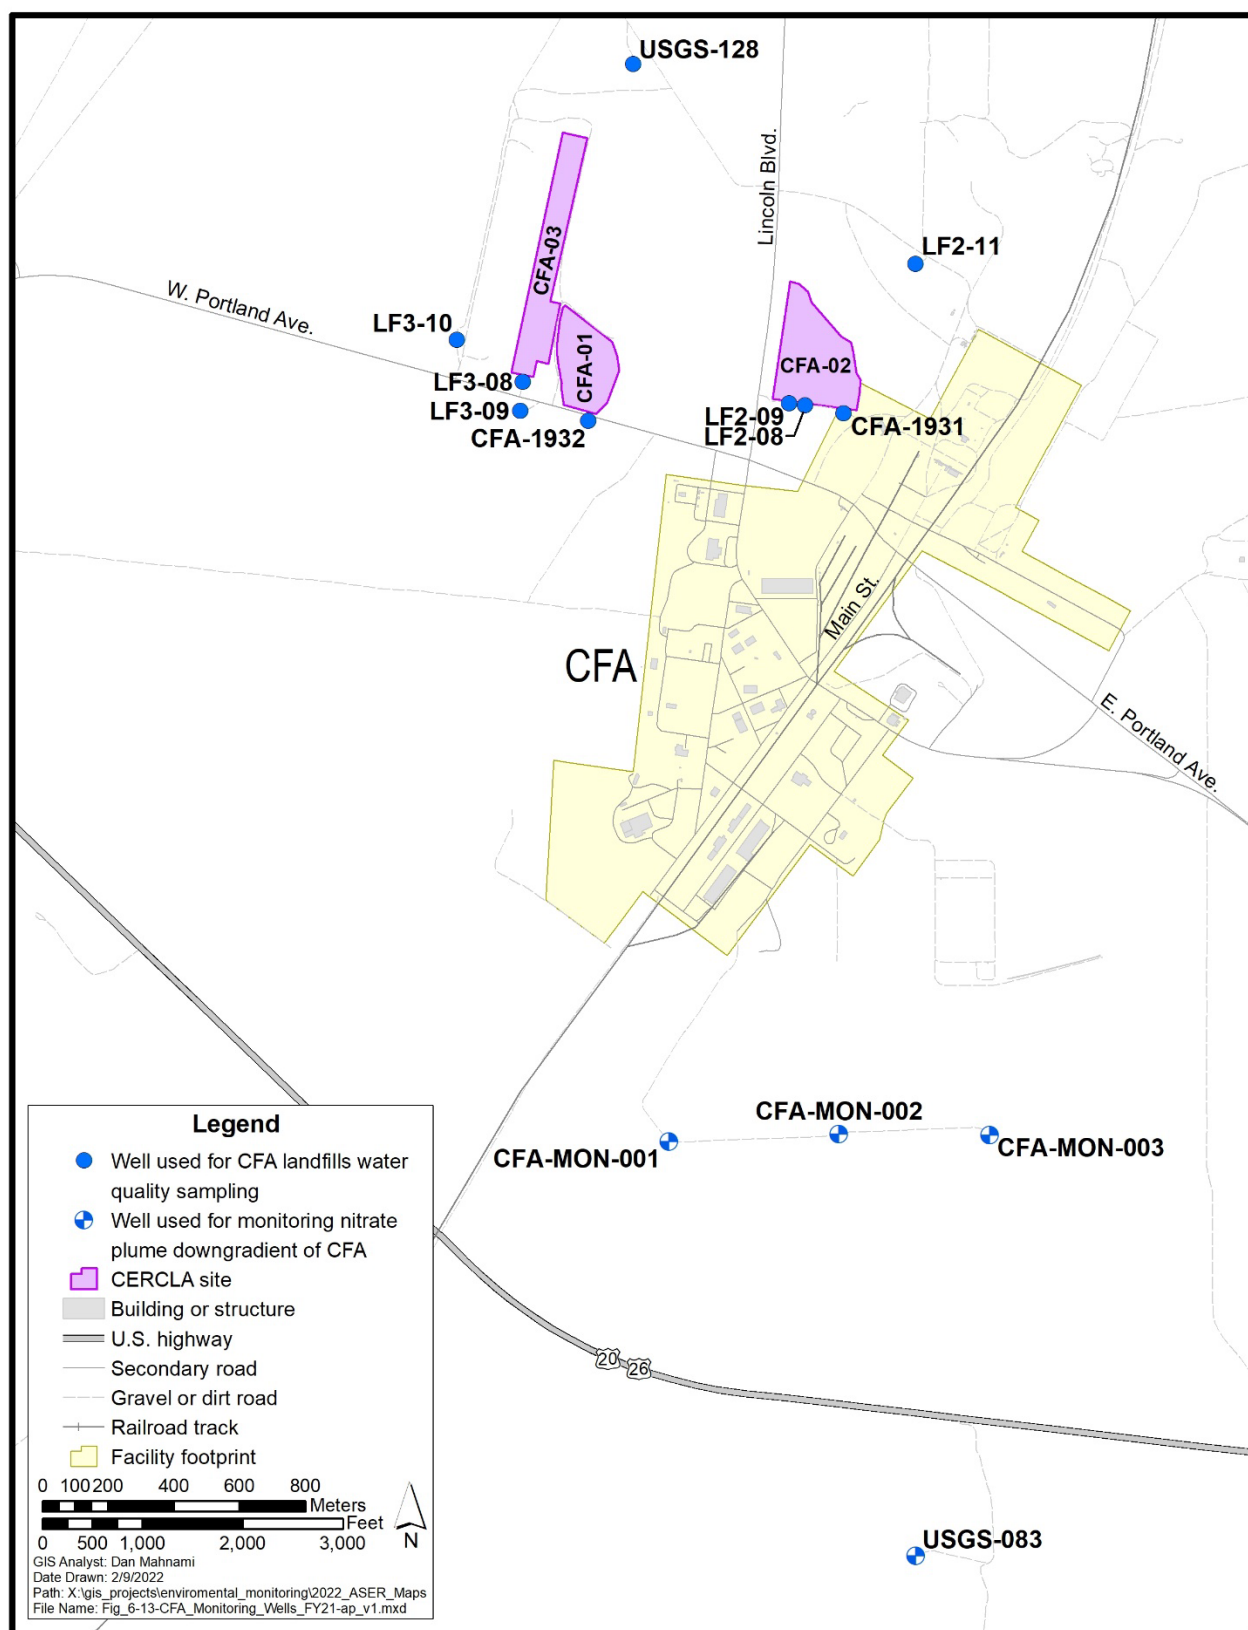 USGS-128
Lincoln Blvd.
LF2-11
CFA-03
W. Portland Ave.
LF3-10
CFA-01
CFA-02
LF3-08
LF3-09
CFA-1932
LF2-09
LF2-08
CFA-1931
Main St.
CFA
E. Portland Ave.
CFA-MON-001
CFA-MON-002
CFA-MON-003
20
26
USGS-083
Legend
Well used for CFA landfills water
quality sampling
Well used for monitoring nitrate
plume downgradient of CFA
CERCLA site
Building or structure
U.S. highway
Secondary road
Gravel or dirt road
Railroad track
Facility footprint
0 100 200 400 600 800
Meters
Feet
0 500 1,000 2,000 3,000
N
GIS Analyst: Dan Mahnami
Date Drawn: 2/9/2022
Path: X:\gis_projects\enviromental_monitoring\2022_ASER_Maps
File Name: Fig_6-13-CFA_Monitoring_Wells_FY21-ap_v1.mxd